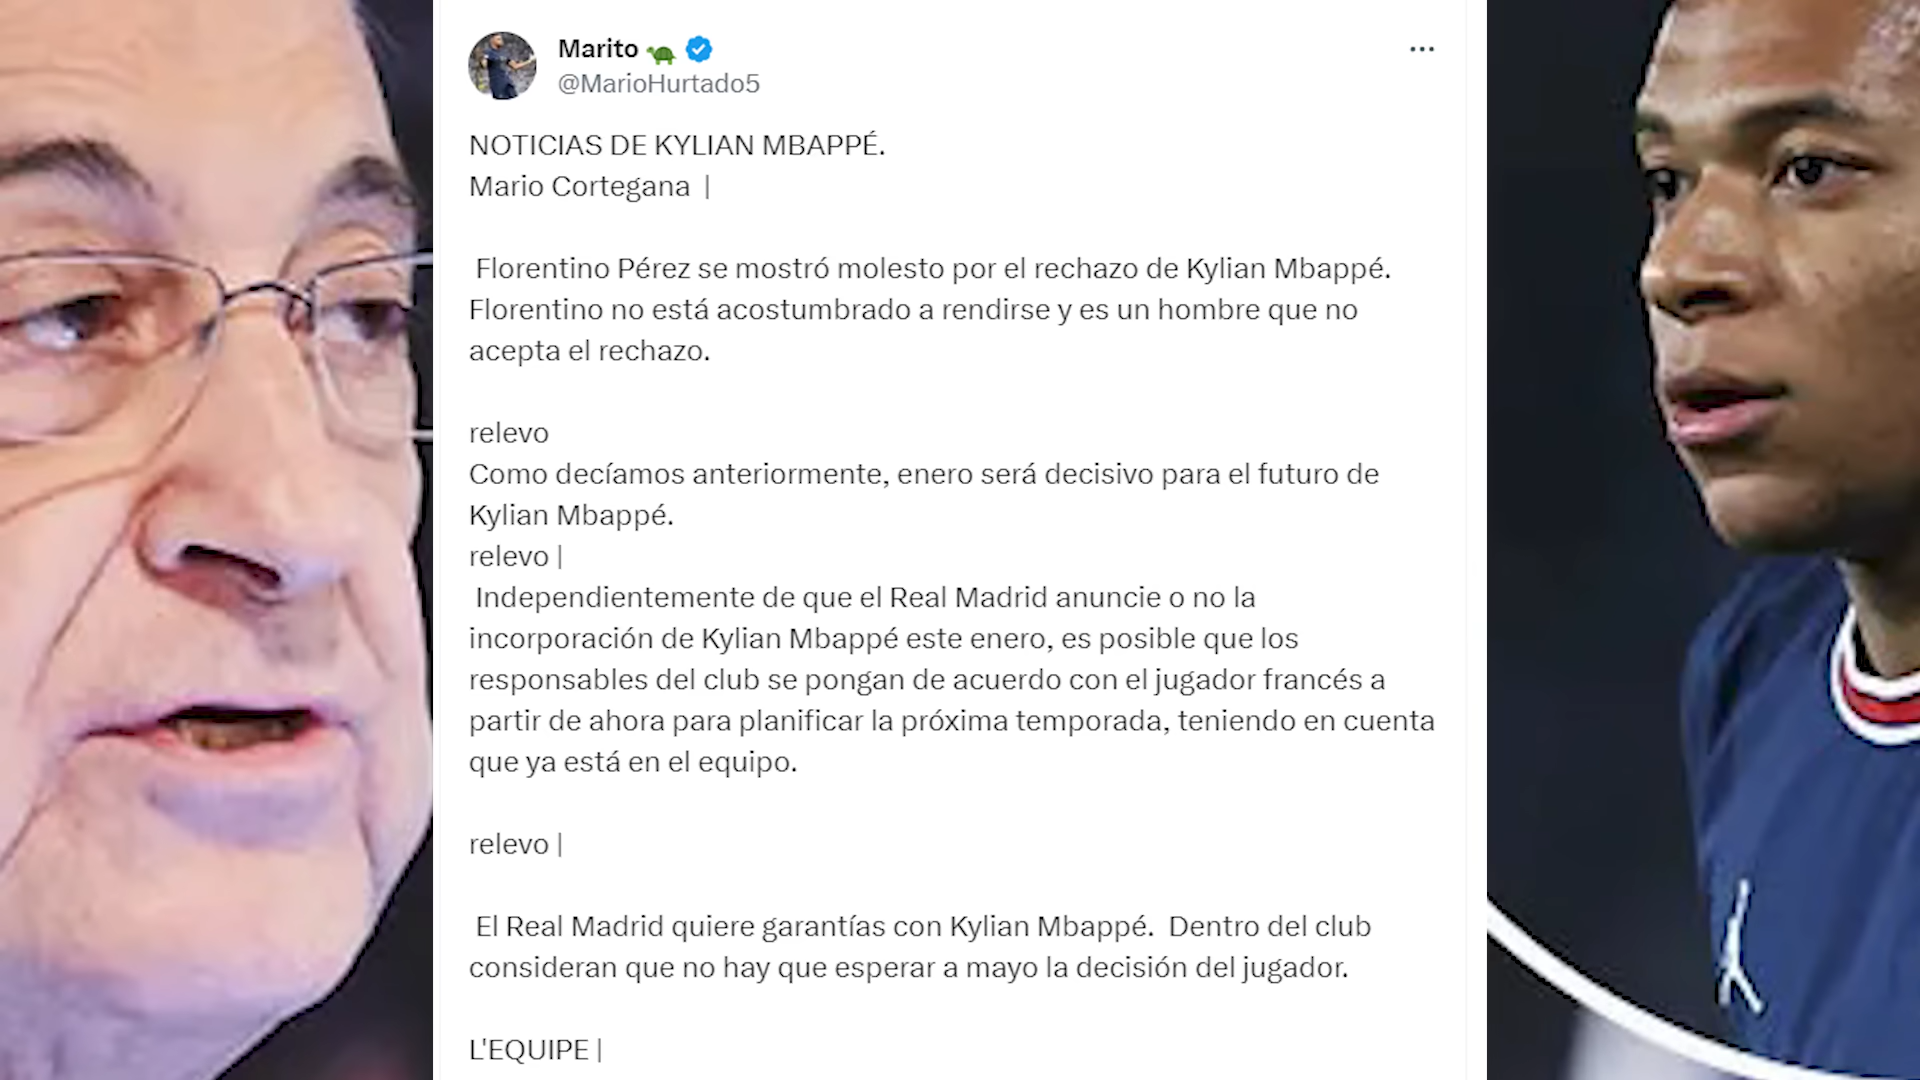 Marito
@MarioHurtado5
NOTICIAS DE KYLIAN MBAPPÉ.
Mario Cortegana |
Florentino Pérez se mostró molesto por el rechazo de Kylian Mbappé.
Florentino no está acostumbrado a rendirse y es un hombre que no
acepta el rechazo.
relevo
Como decíamos anteriormente, enero será decisivo para el futuro de
Kylian Mbappé.
relevo |
Independientemente de que el Real Madrid anuncie o no la
incorporación de Kylian Mbappé este enero, es posible que los
responsables del club se pongan de acuerdo con el jugador francés a
partir de ahora para planificar la próxima temporada, teniendo en cuenta
que ya está en el equipo.
relevo |
El Real Madrid quiere garantías con Kylian Mbappé. Dentro del club
consideran que no hay que esperar a mayo la decisión del jugador.
L'EQUIPE |